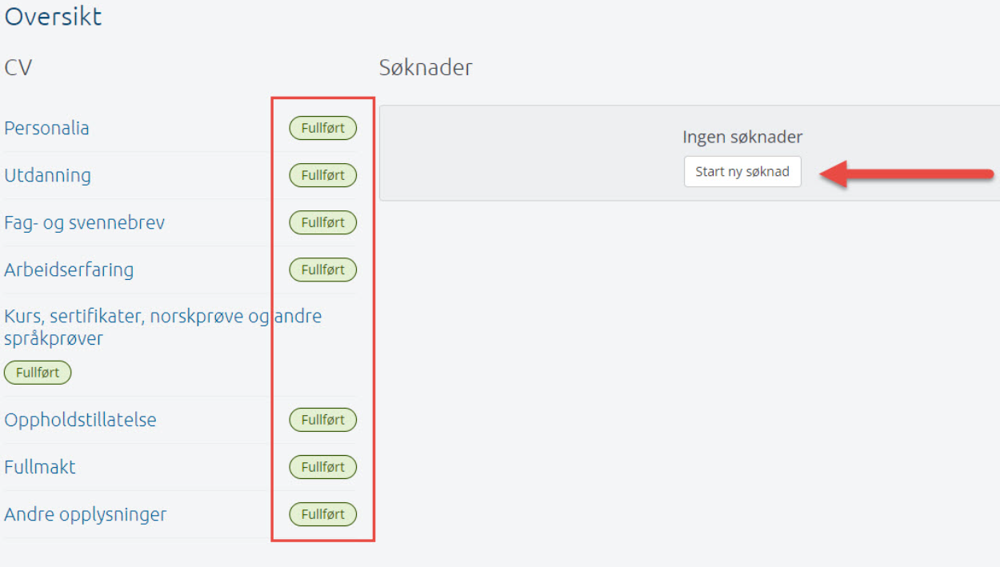 Oversikt
CV
Søknader
Personalia
Fullført
Ingen søknader
Start ny søknad
Utdanning
Fullført
Fag- og svennebrev
Fullført
Arbeidserfaring
Fullført
Kurs, sertifikater, norskprøve og andre
språkprøver
Fullført
Oppholdstillatelse
Fullført
Fullmakt
Fullført
Andre opplysninger
Fullført